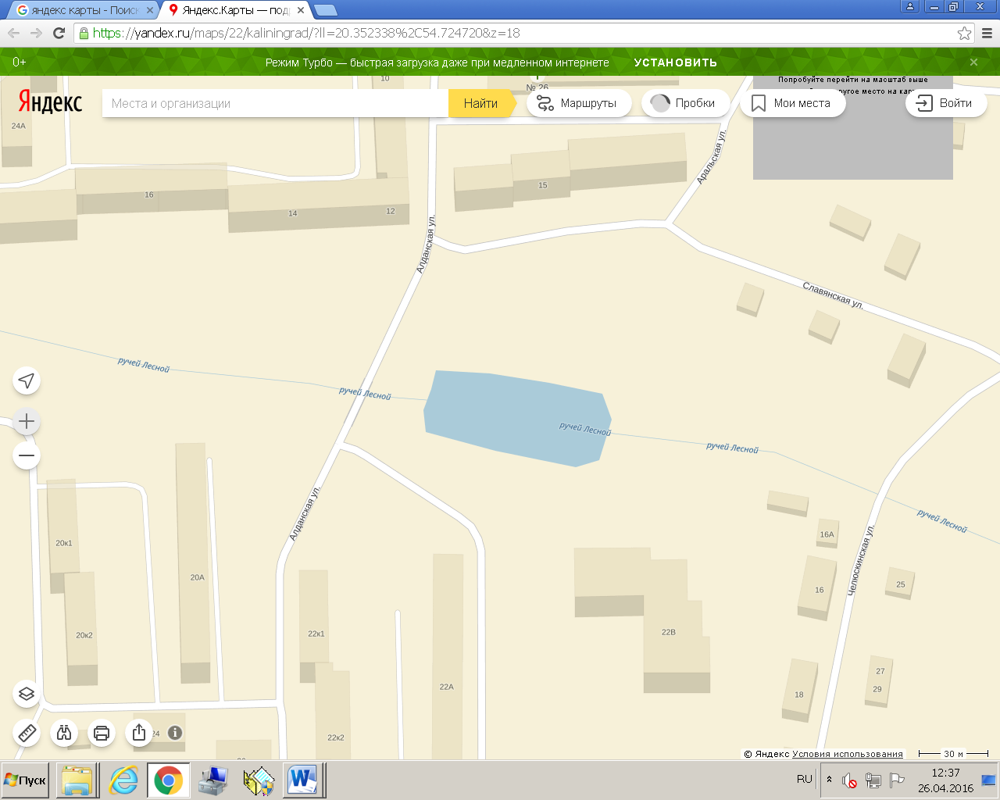 яндекс карты - Поиск
Яндекс.Карты — под
https://yandex.ru/maps/22/kaliningrad/?ll=20.352338%2C54.724720&z=18
0+
Режим Турбо — быстрая загрузка даже при медленном интернете
УСТАНОВИТЬ
Попробуйте перейти на масштаб выше
другое место на кар
Яндекс
Места и организации
Найти
Маршруты
Пробки
Мои места
Войти
10
№ 26
24А
16
14
12
15
Аральская ул.
Алданская ул.
Славянская ул.
ручей Лесной
ручей Лесной
ручей Лесной
ручей Лесной
ручей Лесной
Алданская ул.
Челюскинская ул.
16А
16
25
20к1
20А
20к2
22к1
22В
22А
27
29
18
24
22к2
© Яндекс Условия использования
30 м
Пуск
RU
12:37
26.04.2016